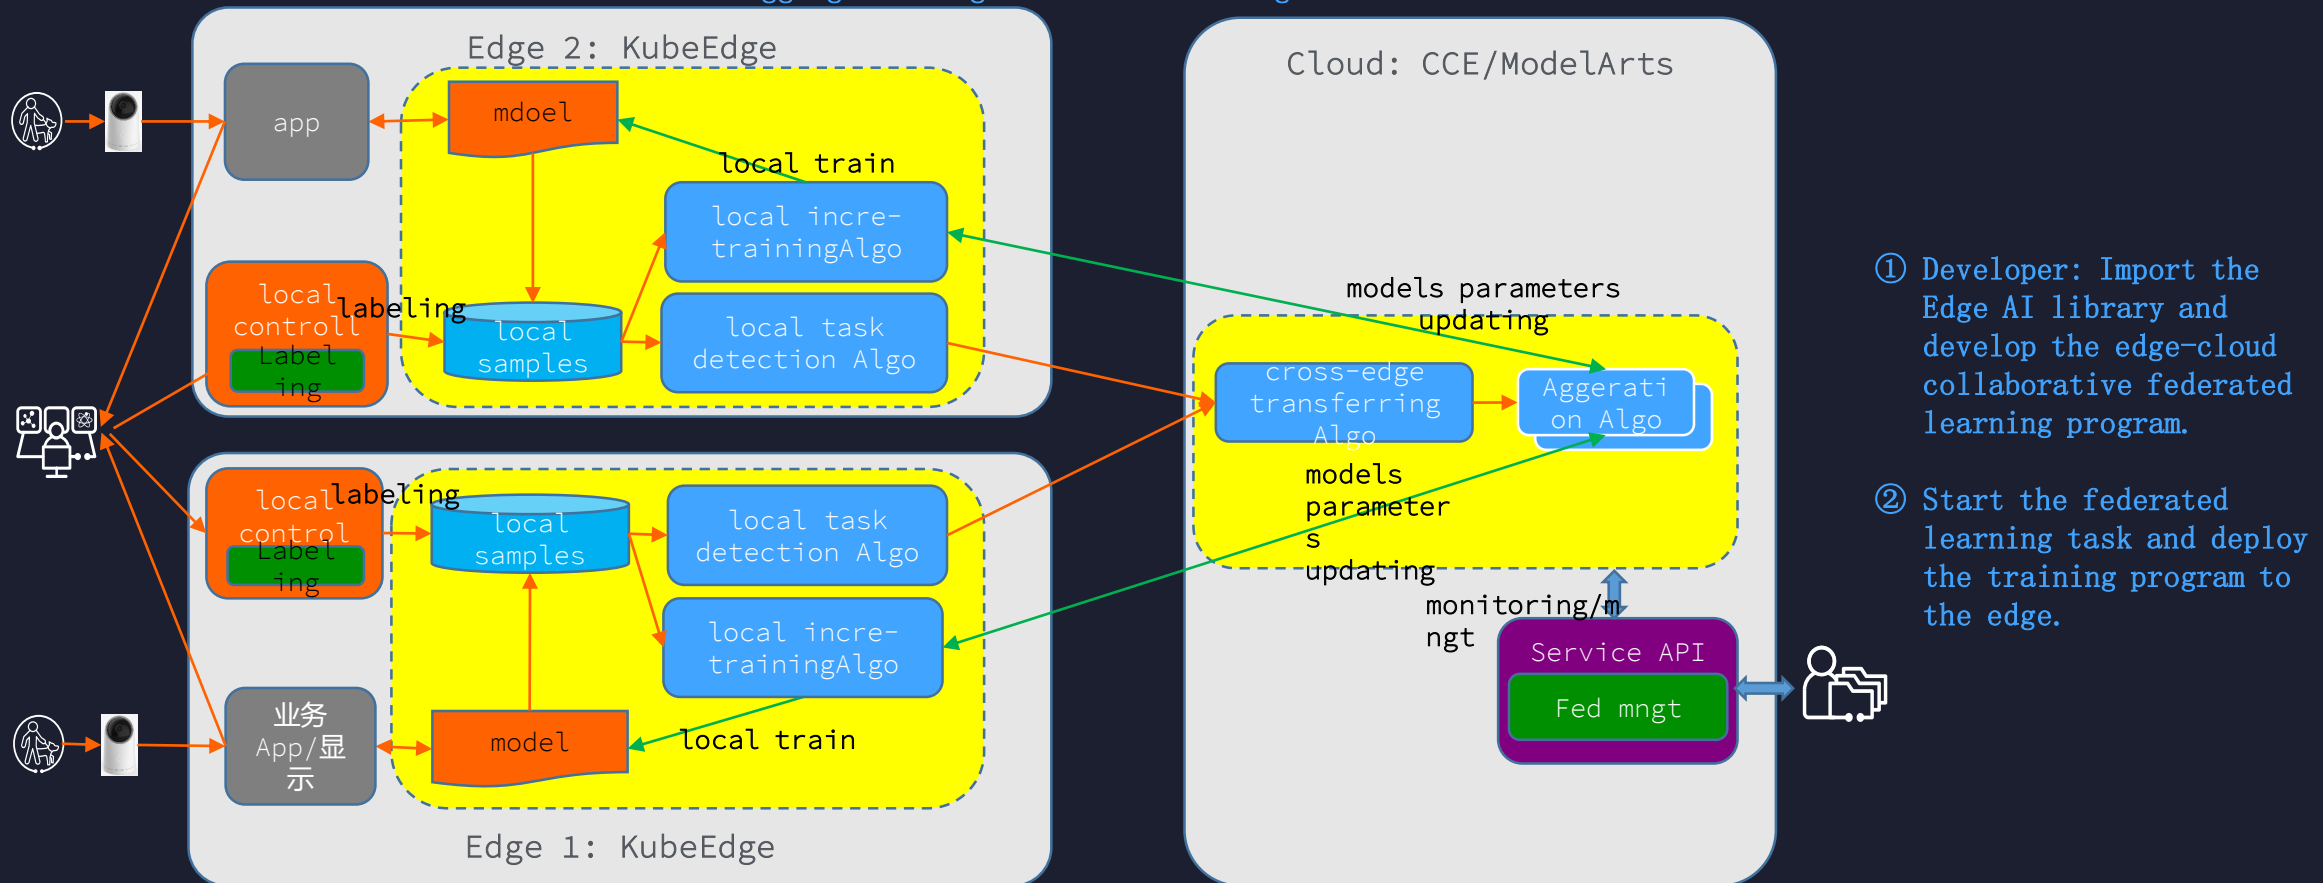 Edge 2: KubeEdge
app
mdoel
local train
local incre-
trainingAlgo
local
controll
Label
ing
labeling
local
samples
local task
detection Algo
local
control
Label
ing
labeling
local
samples
local task
detection Algo
local incre-
trainingAlgo
业务
App/显
示
model
local train
Edge 1: KubeEdge
Cloud: CCE/ModelArts
models parameters
updating
cross-edge
transferring
Algo
Aggerati
on Algo
models
parameter
s
updating
monitoring/m
ngt
Service API
Fed mngt
① Developer: Import the
Edge AI library and
develop the edge-cloud
collaborative federated
learning program.
② Start the federated
learning task and deploy
the training program to
the edge.